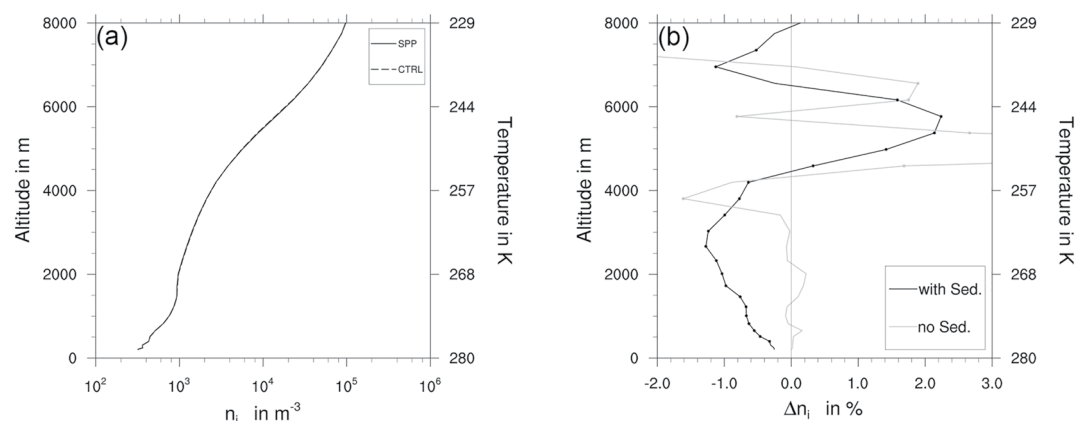 (a)
8000
6000
4000
2000
0
Altitude in m
229
244
257
268
280
Temperature in K
SPP
CTRL
10² 10³ 10⁴ 10⁵ 10⁶
nᵢ in m⁻³
(b)
8000
6000
4000
2000
0
Altitude in m
229
244
257
268
280
Temperature in K
with Sed.
no Sed.
-2.0 -1.0 0.0 1.0 2.0 3.0
Δnᵢ in %